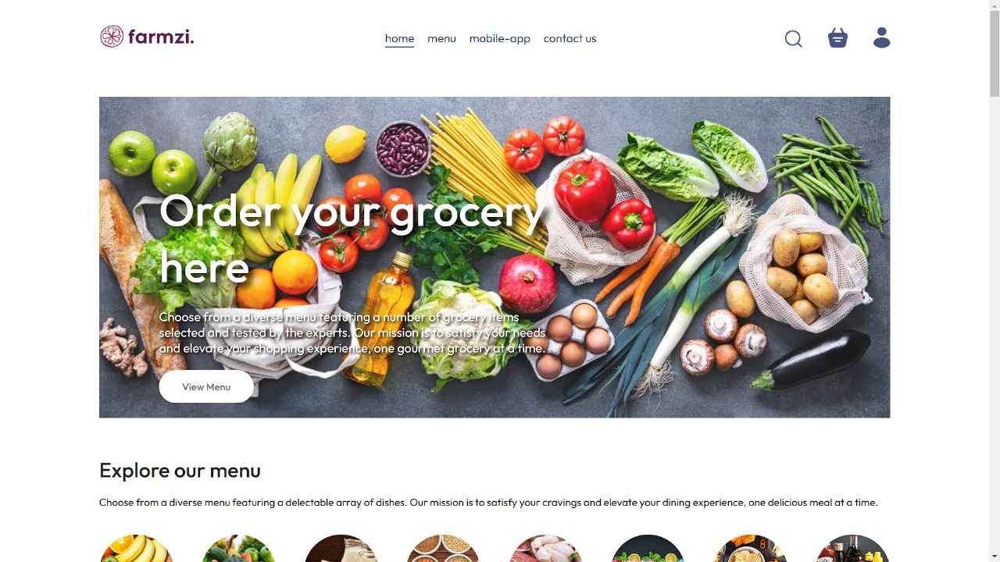 farmzi.
home menu mobile-app contact us
Order your grocery
here
Choose from a diverse menu featuring a number of grocery items
selected and tested by the experts. Our mission is to satisfy your needs
and elevate your shopping experience, one gourmet grocery at a time.
View Menu
Explore our menu
Choose from a diverse menu featuring a delectable array of dishes. Our mission is to satisfy your cravings and elevate your dining experience, one delicious meal at a time.